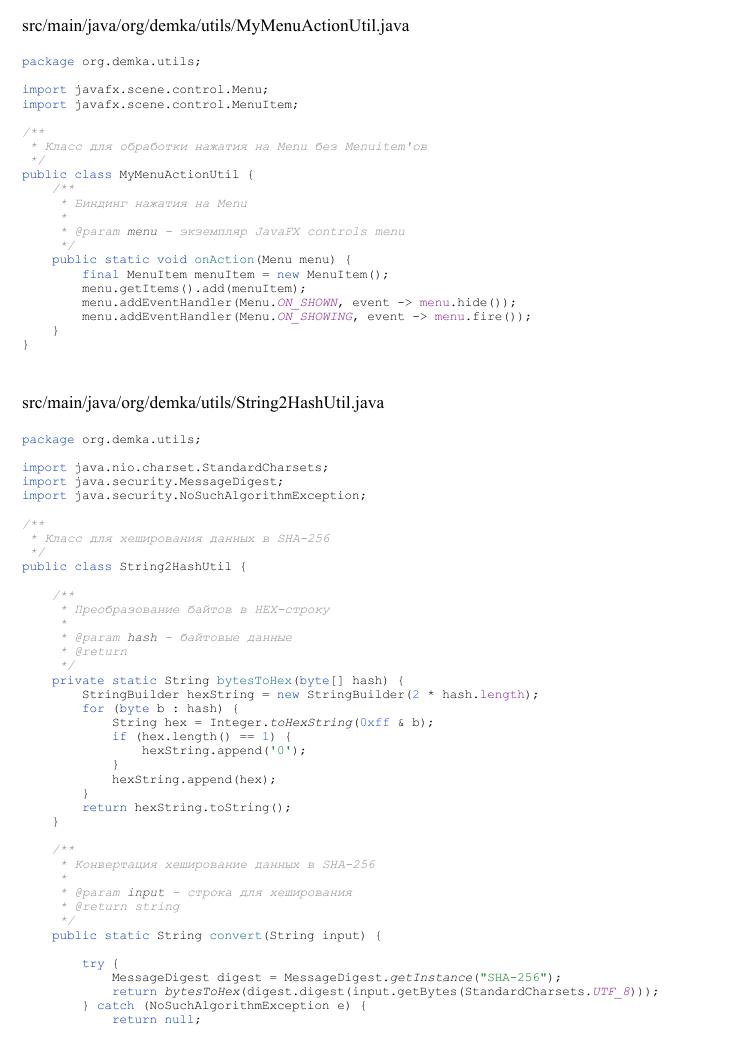 src/main/java/org/demka/utils/MyMenuActionUtil.java
package org.demka.utils;
import javafx.scene.control.Menu;
import javafx.scene.control.MenuItem;
/**
 * Класс для обработки нажатия на Menu без Menuitem'ов
 */
public class MyMenuActionUtil {
    /**
     * Биндинг нажатия на Menu
     *
     * @param menu - экземпляр JavaFX controls menu
     */
    public static void onAction(Menu menu) {
        final MenuItem menuItem = new MenuItem();
        menu.getItems().add(menuItem);
        menu.addEventHandler(Menu.ON_SHOWN, event -> menu.hide());
        menu.addEventHandler(Menu.ON_SHOWING, event -> menu.fire());
    }
}
src/main/java/org/demka/utils/String2HashUtil.java
package org.demka.utils;
import java.nio.charset.StandardCharsets;
import java.security.MessageDigest;
import java.security.NoSuchAlgorithmException;
/**
 * Класс для хеширования данных в SHA-256
 */
public class String2HashUtil {
    /**
     * Преобразование байтов в HEX-строку
     *
     * @param hash - байтовые данные
     * @return
     */
    private static String bytesToHex(byte[] hash) {
        StringBuilder hexString = new StringBuilder(2 * hash.length);
        for (byte b : hash) {
            String hex = Integer.toHexString(0xff & b);
            if (hex.length() == 1) {
                hexString.append('0');
            }
            hexString.append(hex);
        }
        return hexString.toString();
    }
    /**
     * Конвертация хеширование данных в SHA-256
     *
     * @param input - строка для хеширования
     * @return string
     */
    public static String convert(String input) {
        try {
            MessageDigest digest = MessageDigest.getInstance("SHA-256");
            return bytesToHex(digest.digest(input.getBytes(StandardCharsets.UTF_8)));
        } catch (NoSuchAlgorithmException e) {
            return null;